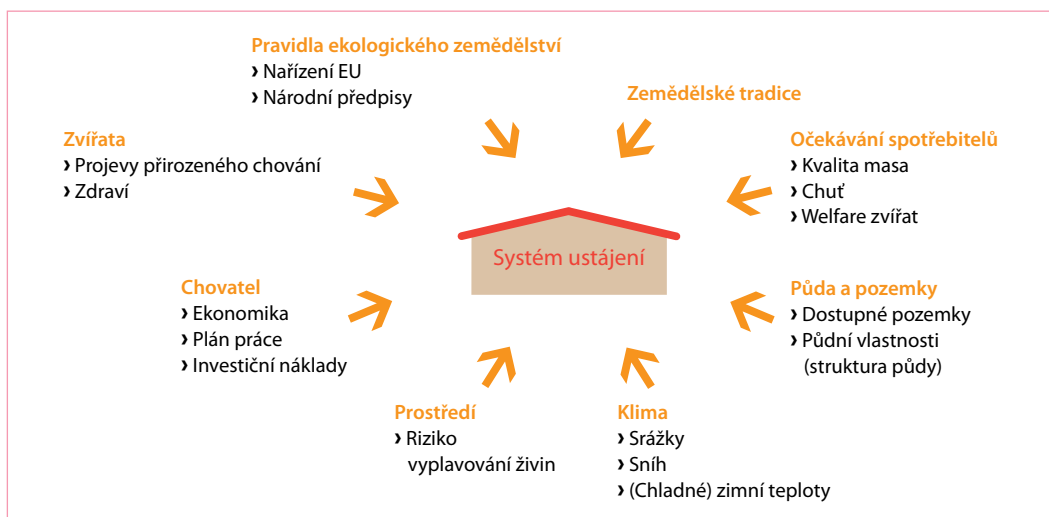 Pravidla ekologického zemědělství
› Nařízení EU
› Národní předpisy
Zemědělské tradice
Zvířata
› Projevy přirozeného chování
› Zdraví
Očekávání spotřebitelů
› Kvalita masa
› Chuť
› Welfare zvířat
Systém ustájení
Chovatel
› Ekonomika
› Plán práce
› Investiční náklady
Půda a pozemky
› Dostupné pozemky
› Půdní vlastnosti
(struktura půdy)
Prostředí
› Riziko
vyplavování živin
Klima
› Srážky
› Sníh
› (Chladné) zimní teploty